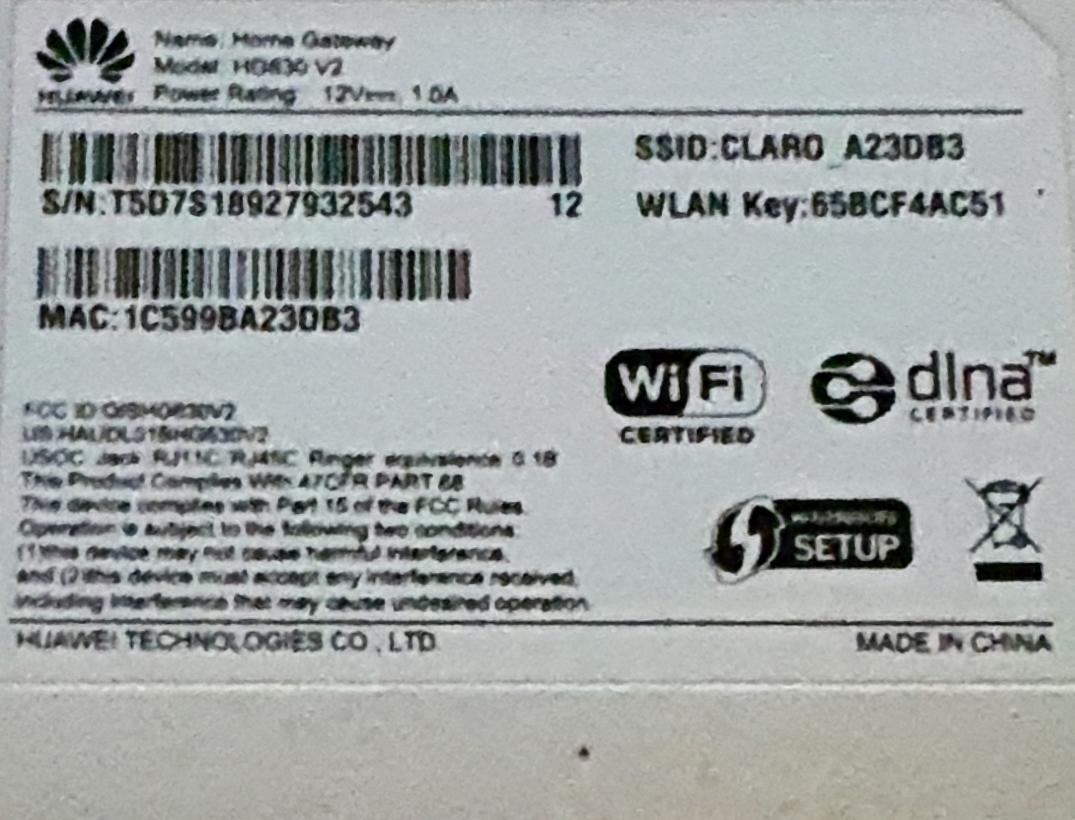 Name: Home Gateway
Model: HG630 V2
HUAWEI Power Rating: 12V 1.0A
SSID:CLARO_A23DB3
S/N:T5D7S18927932543 12
WLAN Key:65BCF4AC51
MAC:1C599BA23DB3
WiFi
CERTIFIED
dlna™
CERTIFIED
FCC ID:QISHG630V2
USOC Jack RJ11C RJ45C Ringer equivalence 0.1B
This Product Complies With 47CFR PART 68
This device complies with Part 15 of the FCC Rules.
Operation is subject to the following two conditions:
(1)this device may not cause harmful interference,
and (2)this device must accept any interference received,
including interference that may cause undesired operation
SETUP
HUAWEI TECHNOLOGIES CO., LTD.
MADE IN CHINA